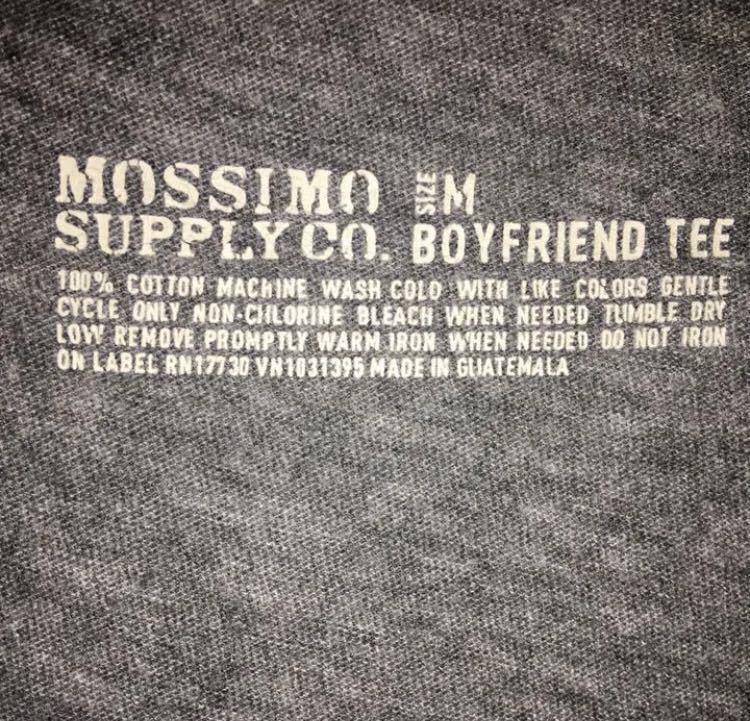 MOSSIMO SIZE M
SUPPLY CO. BOYFRIEND TEE
100% COTTON MACHINE WASH COLD WITH LIKE COLORS GENTLE
CYCLE ONLY NON-CHLORINE BLEACH WHEN NEEDED TUMBLE DRY
LOW REMOVE PROMPTLY WARM IRON WHEN NEEDED DO NOT IRON
ON LABEL RN17730 VN1031395 MADE IN GUATEMALA